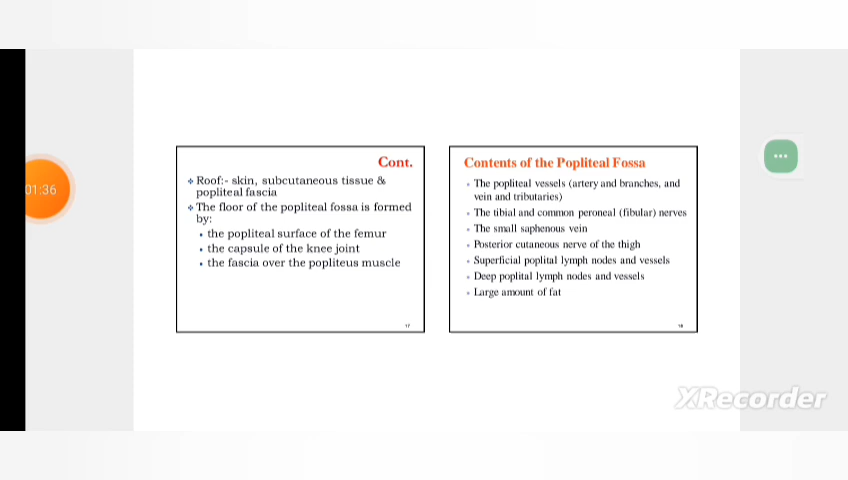 01:36
Cont.
Roof:- skin, subcutaneous tissue &
popliteal fascia
The floor of the popliteal fossa is formed
by:
the popliteal surface of the femur
the capsule of the knee joint
the fascia over the popliteus muscle
17
Contents of the Popliteal Fossa
The popliteal vessels (artery and branches, and
vein and tributaries)
The tibial and common peroneal (fibular) nerves
The small saphenous vein
Posterior cutaneous nerve of the thigh
Superficial poplital lymph nodes and vessels
Deep poplital lymph nodes and vessels
Large amount of fat
18
XRecorder